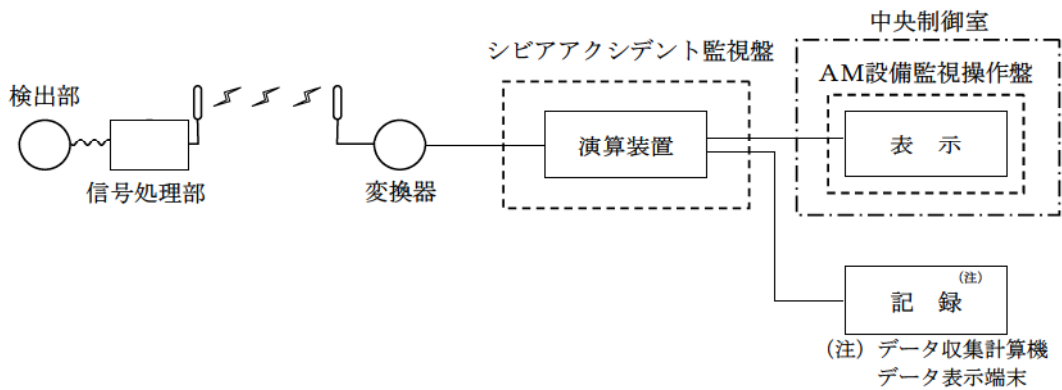 中央制御室
シビアアクシデント監視盤
AM設備監視操作盤
検出部
演算装置
表 示
信号処理部
変換器
記 録
(注)
(注) データ収集計算機
データ表示端末